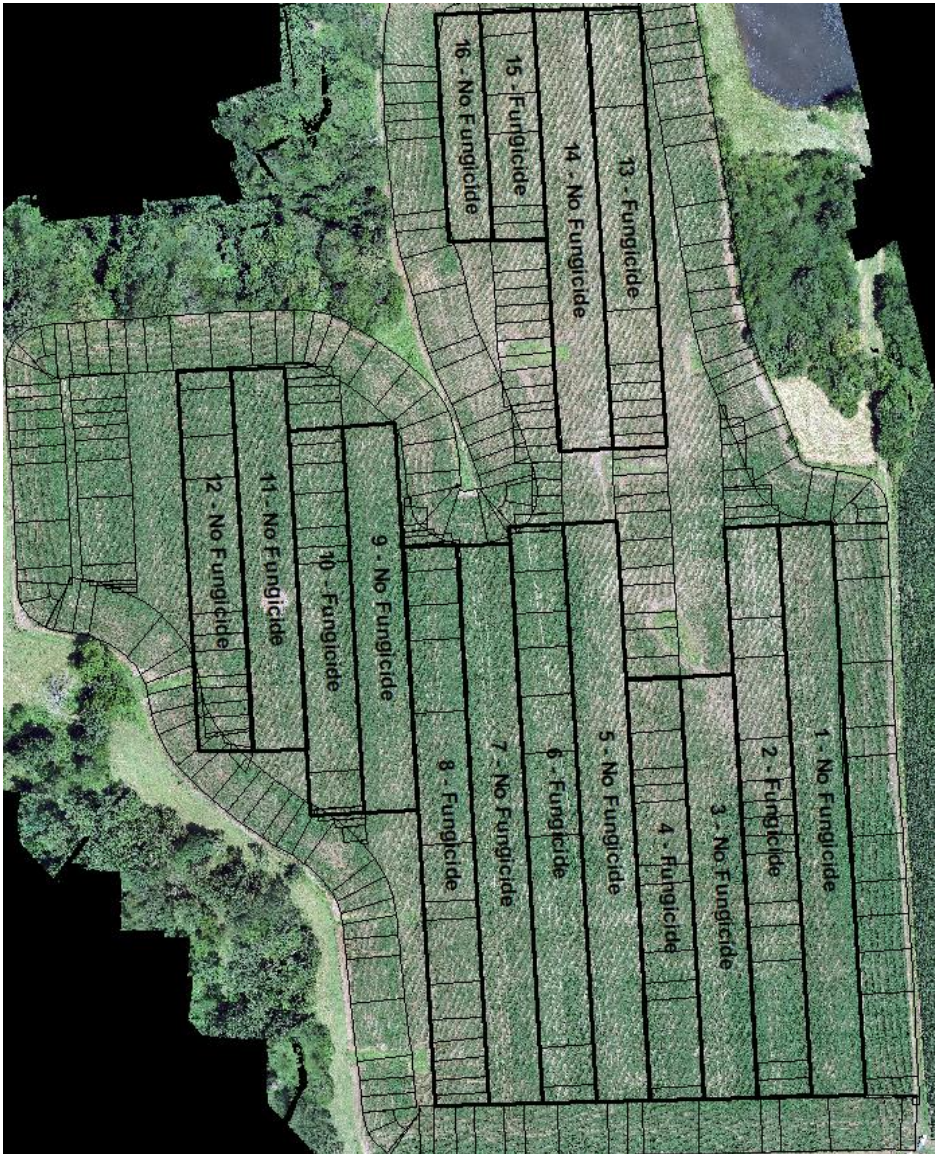 1 - No Fungicide
2 - Fungicide
3 - No Fungicide
4 - Fungicide
5 - No Fungicide
6 - Fungicide
7 - No Fungicide
8 - Fungicide
9 - No Fungicide
10 - Fungicide
11- No Fungicide
12 - No Fungicide
13 - Fungicide
14 - No Fungicide
15 - Fungicide
16 - No Fungicide